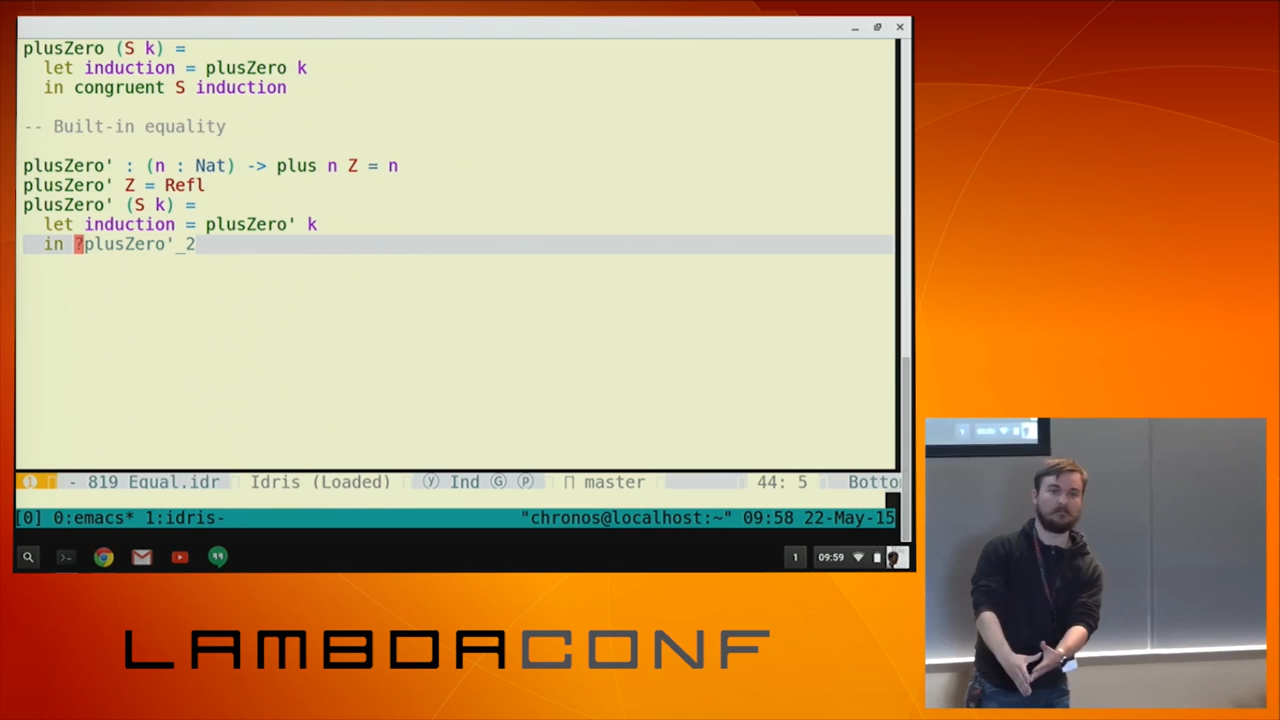 plusZero (S k) =
  let induction = plusZero k
  in congruent S induction
-- Built-in equality
plusZero' : (n : Nat) -> plus n Z = n
plusZero' Z = Refl
plusZero' (S k) =
  let induction = plusZero' k
  in ?plusZero'_2
1 - 819 Equal.idr Idris (Loaded) ⓨ Ind Ⓖ Ⓟ master 44: 5 Botto
[0] 0:emacs* 1:idris- "chronos@localhost:~" 09:58 22-May-15
1 09:59
LAMBDACONF